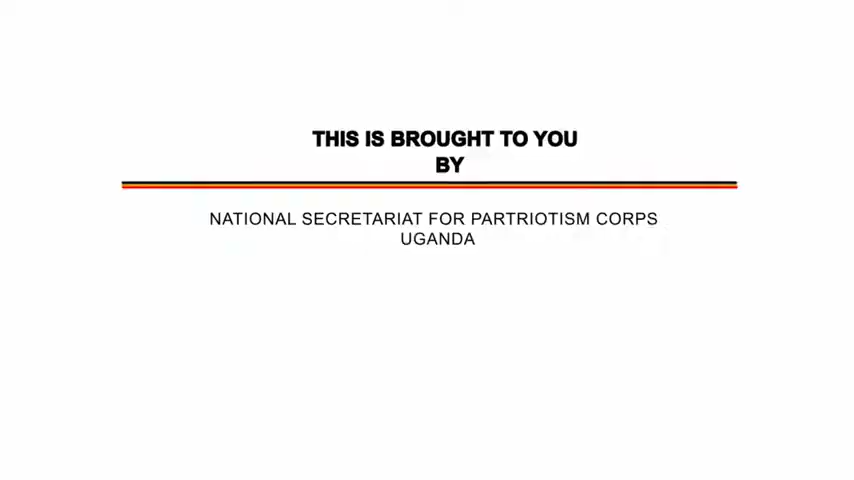 THIS IS BROUGHT TO YOU
BY
NATIONAL SECRETARIAT FOR PARTRIOTISM CORPS
UGANDA